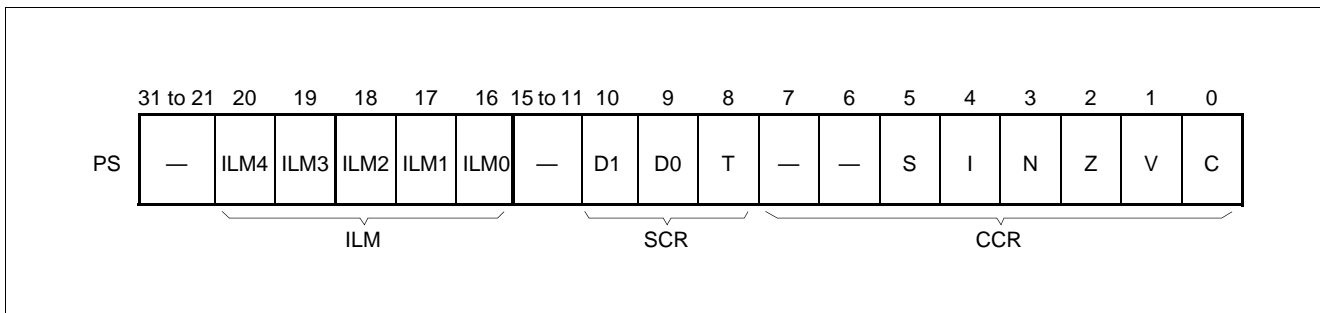 31 to 21 20 19 18 17 16 15 to 11 10 9 8 7 6 5 4 3 2 1 0
PS — ILM4 ILM3 ILM2 ILM1 ILM0 — D1 D0 T — — S I N Z V C
ILM SCR CCR